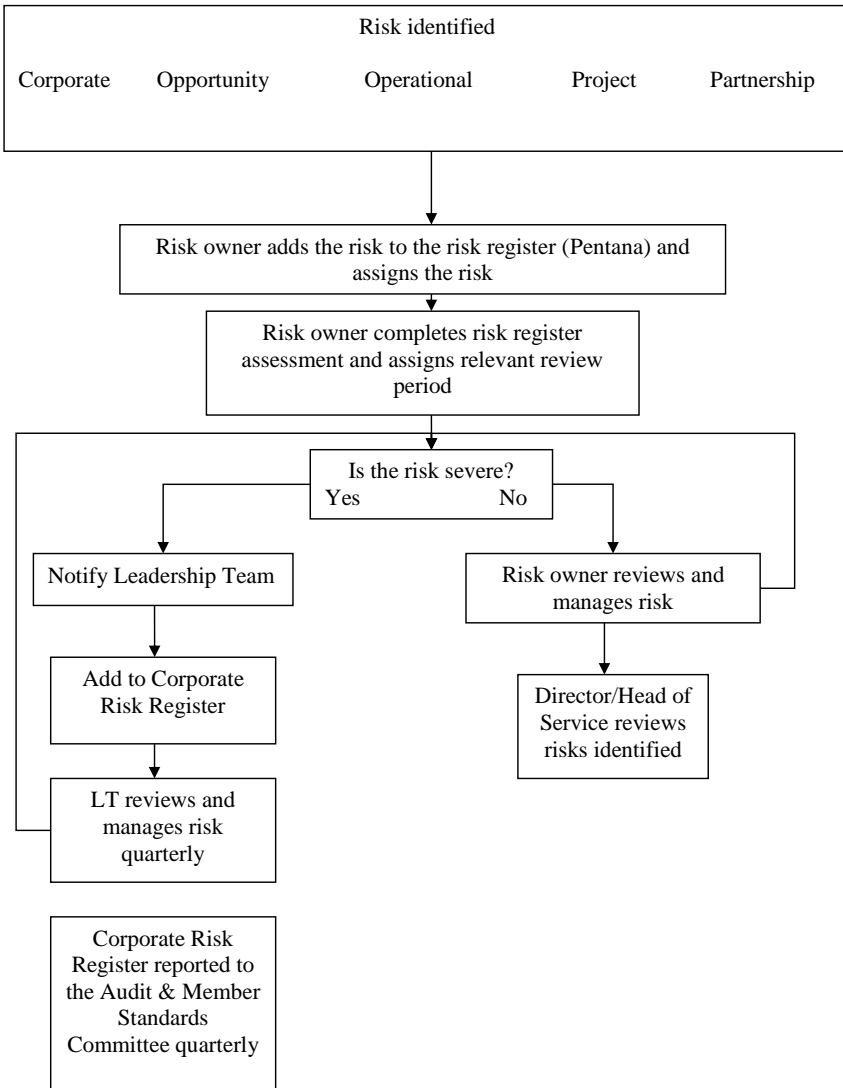 Risk identified
Corporate Opportunity Operational Project Partnership
Risk owner adds the risk to the risk register (Pentana) and
assigns the risk
Risk owner completes risk register
assessment and assigns relevant review
period
Is the risk severe?
Yes No
Notify Leadership Team
Risk owner reviews and
manages risk
Add to Corporate
Risk Register
Director/Head of
Service reviews
risks identified
LT reviews and
manages risk
quarterly
Corporate Risk
Register reported to
the Audit & Member
Standards
Committee quarterly